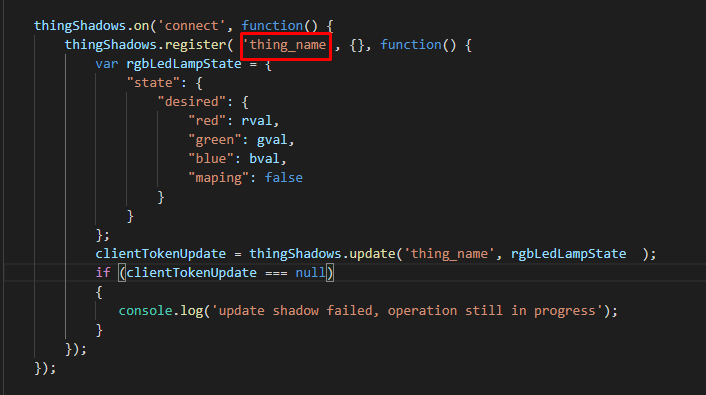 thingShadows.on('connect', function() {
thingShadows.register( 'thing_name', {}, function() {
var rgbLedLampState = {
"state": {
"desired": {
"red": rval,
"green": gval,
"blue": bval,
"maping": false
}
}
};
clientTokenUpdate = thingShadows.update('thing_name', rgbLedLampState  );
if (clientTokenUpdate === null)
{
console.log('update shadow failed, operation still in progress');
}
});
});